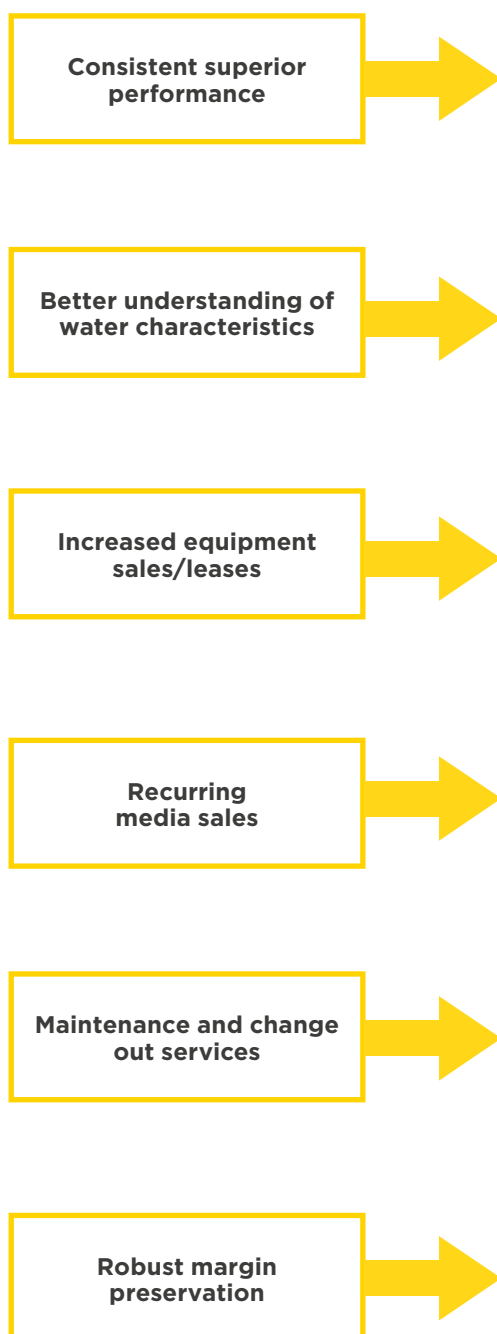 Consistent superior
performance
Better understanding of
water characteristics
Increased equipment
sales/leases
Recurring
media sales
Maintenance and change
out services
Robust margin
preservation